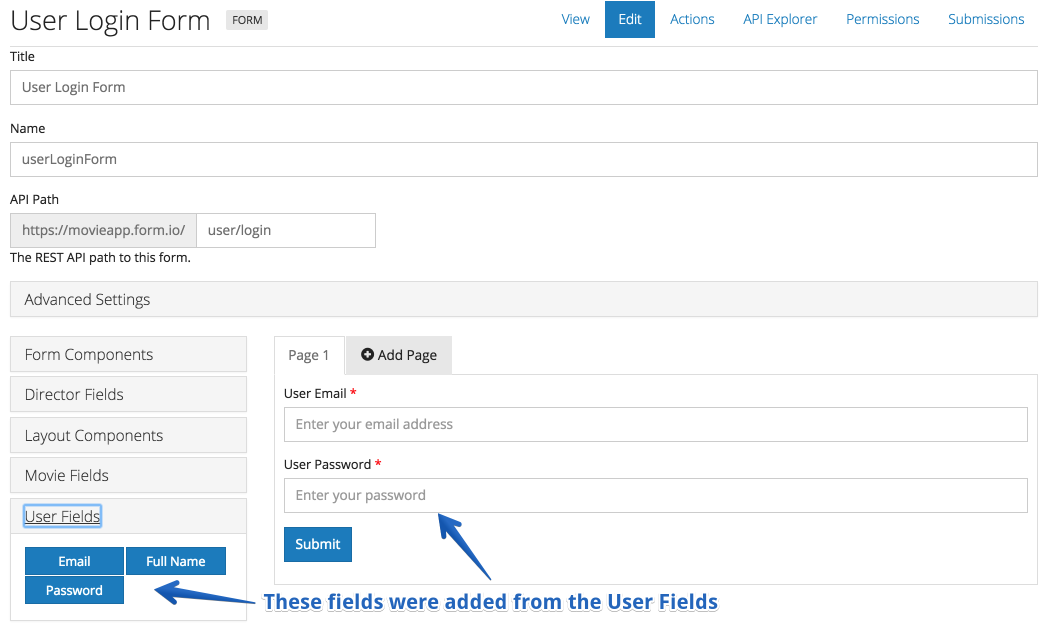 User Login Form FORM View Edit Actions API Explorer Permissions Submissions
Title
User Login Form
Name
userLoginForm
API Path
https://movieapp.form.io/ user/login
The REST API path to this form.
Advanced Settings
Form Components
Director Fields
Layout Components
Movie Fields
User Fields
Email Full Name
Password
Page 1 Add Page
User Email *
Enter your email address
User Password *
Enter your password
Submit
These fields were added from the User Fields